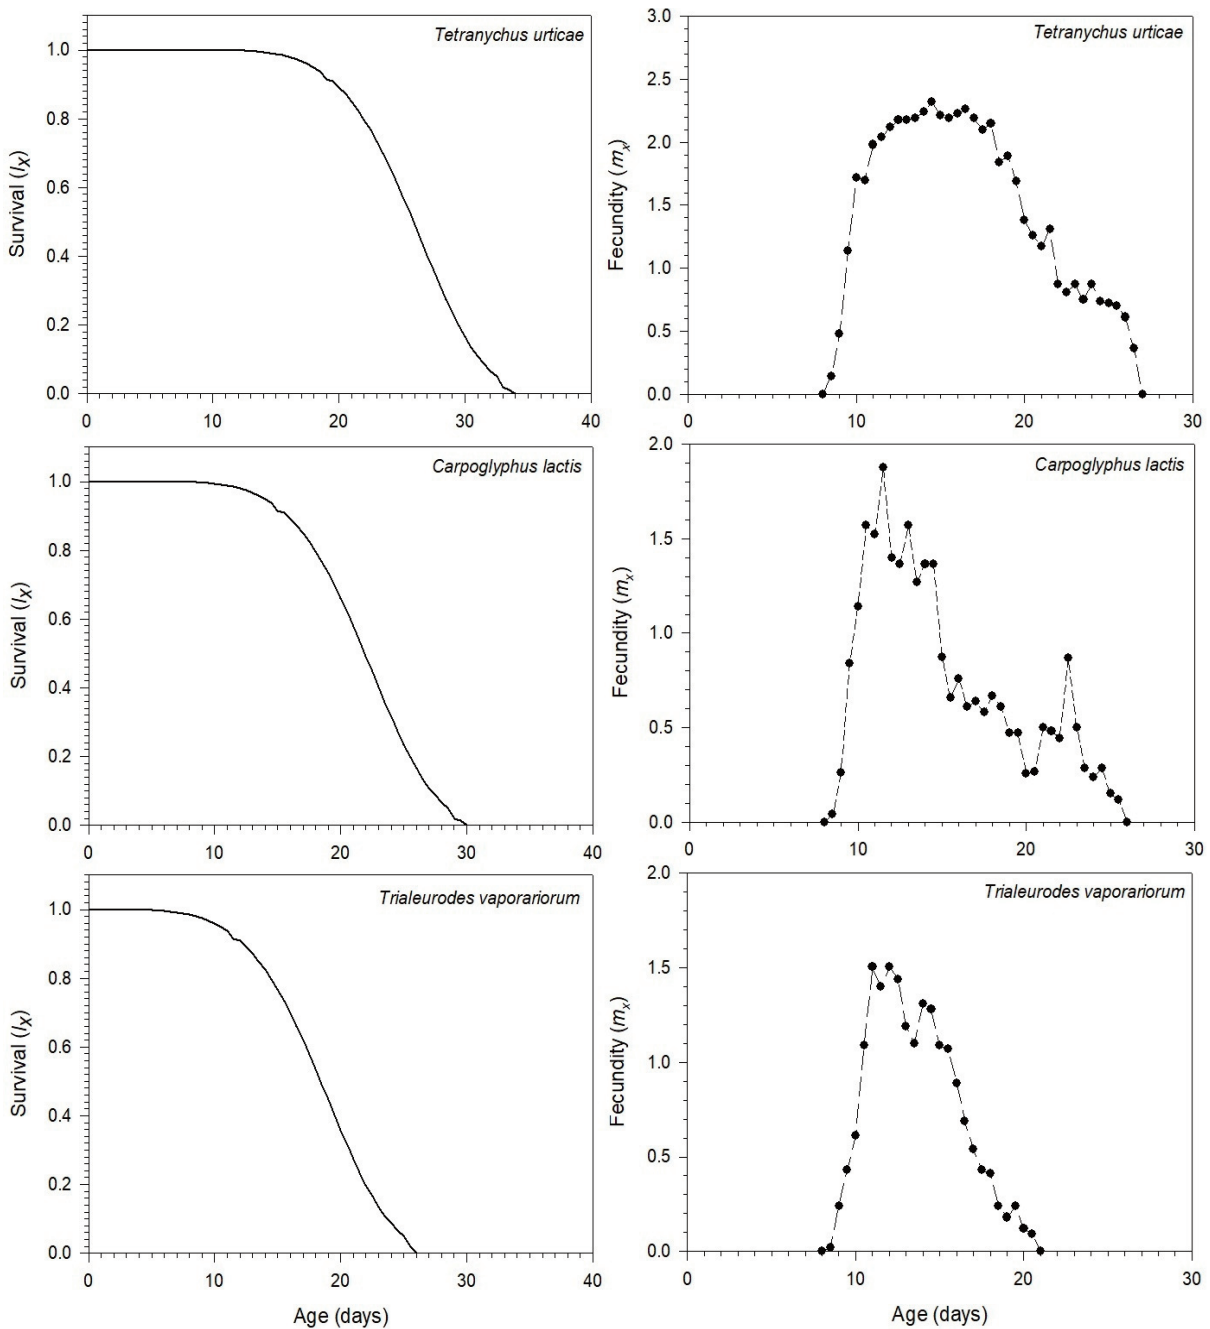 Tetranychus urticae
Survival (lx)
1.0
0.8
0.6
0.4
0.2
0.0
0 10 20 30 40
Tetranychus urticae
Fecundity (mx)
3.0
2.5
2.0
1.5
1.0
0.5
0.0
0 10 20 30
Carpoglyphus lactis
Survival (lx)
1.0
0.8
0.6
0.4
0.2
0.0
0 10 20 30 40
Carpoglyphus lactis
Fecundity (mx)
2.0
1.5
1.0
0.5
0.0
0 10 20 30
Trialeurodes vaporariorum
Survival (lx)
1.0
0.8
0.6
0.4
0.2
0.0
0 10 20 30 40
Age (days)
Trialeurodes vaporariorum
Fecundity (mx)
2.0
1.5
1.0
0.5
0.0
0 10 20 30
Age (days)